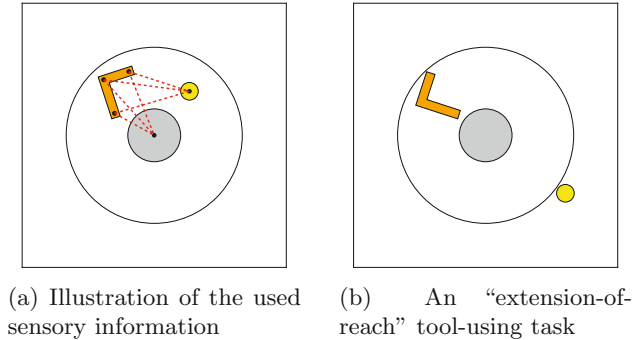 (a) Illustration of the used
sensory information
(b) An “extension-of-
reach” tool-using task